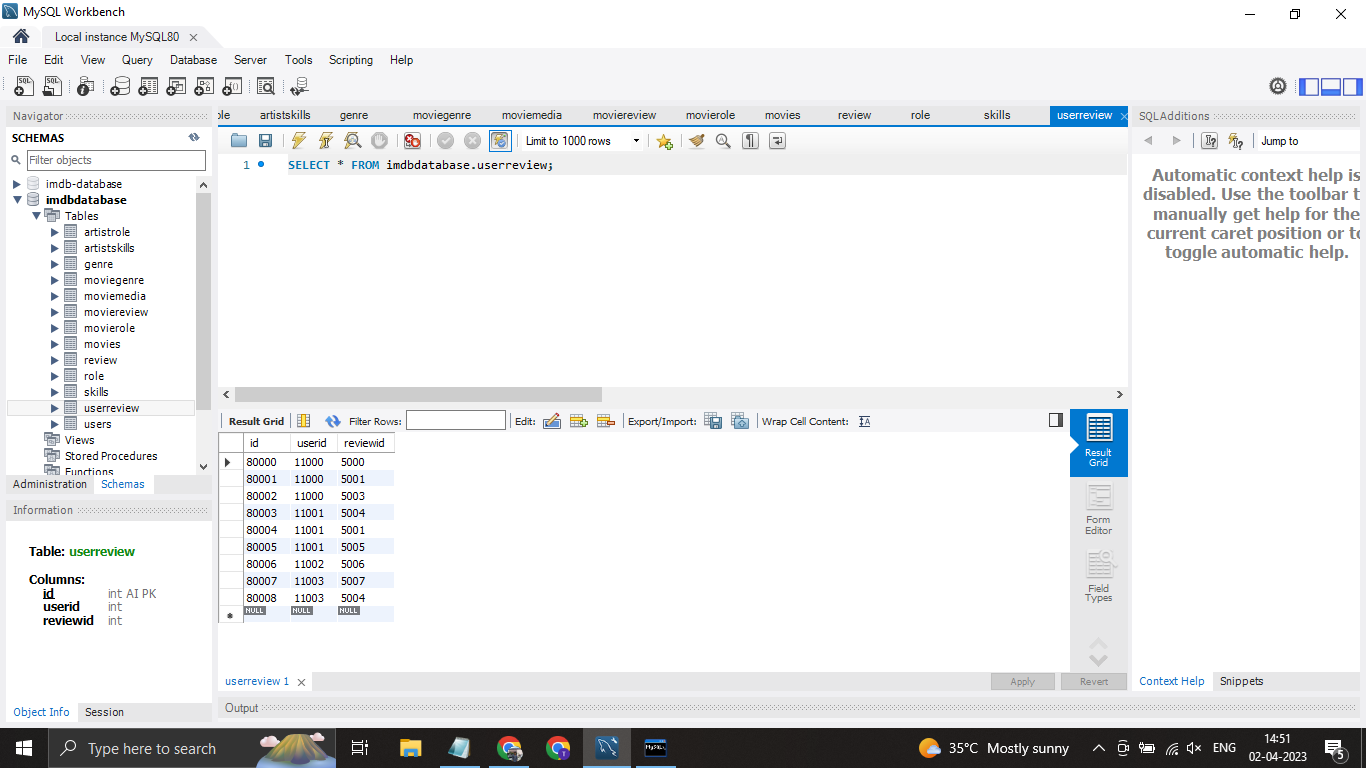 MySQL Workbench
Local instance MySQL80
File Edit View Query Database Server Tools Scripting Help
Navigator
SCHEMAS
Filter objects
imdb-database
imdbdatabase
Tables
artistrole
artistskills
genre
moviegenre
moviemedia
moviereview
movierole
movies
review
role
skills
userreview
users
Views
Stored Procedures
Functions
Administration Schemas
Information
Table: userreview
Columns:
id int AI PK
userid int
reviewid int
Object Info Session
ole artistskills genre moviegenre moviemedia moviereview movierole movies review role skills userreview
Limit to 1000 rows
1 SELECT * FROM imdbdatabase.userreview;
Result Grid Filter Rows: Edit: Export/Import: Wrap Cell Content:
id userid reviewid
80000 11000 5000
80001 11000 5001
80002 11000 5003
80003 11001 5004
80004 11001 5001
80005 11001 5005
80006 11002 5006
80007 11003 5007
80008 11003 5004
NULL NULL NULL
Result
Grid
Form
Editor
Field
Types
userreview 1
Apply Revert
Output
SQLAdditions
Jump to
Automatic context help is
disabled. Use the toolbar t
manually get help for the
current caret position or to
toggle automatic help.
Context Help Snippets
Type here to search
35°C Mostly sunny
ENG
14:51
02-04-2023
5